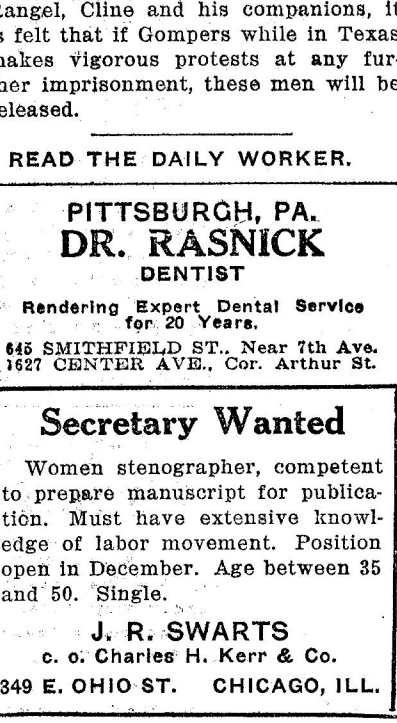 Rangel, Cline and his companions, it
is felt that if Gompers while in Texas
makes vigorous protests at any fur-
ther imprisonment, these men will be
released.
READ THE DAILY WORKER.
PITTSBURGH, PA.
DR. RASNICK
DENTIST
Rendering Expert Dental Service
for 20 Years.
645 SMITHFIELD ST., Near 7th Ave.
1627 CENTER AVE., Cor. Arthur St.
Secretary Wanted
Women stenographer, competent
to prepare manuscript for publica-
tion. Must have extensive knowl-
edge of labor movement. Position
open in December. Age between 35
and 50. Single.
J. R. SWARTS
c. o. Charles H. Kerr & Co.
349 E. OHIO ST. CHICAGO, ILL.